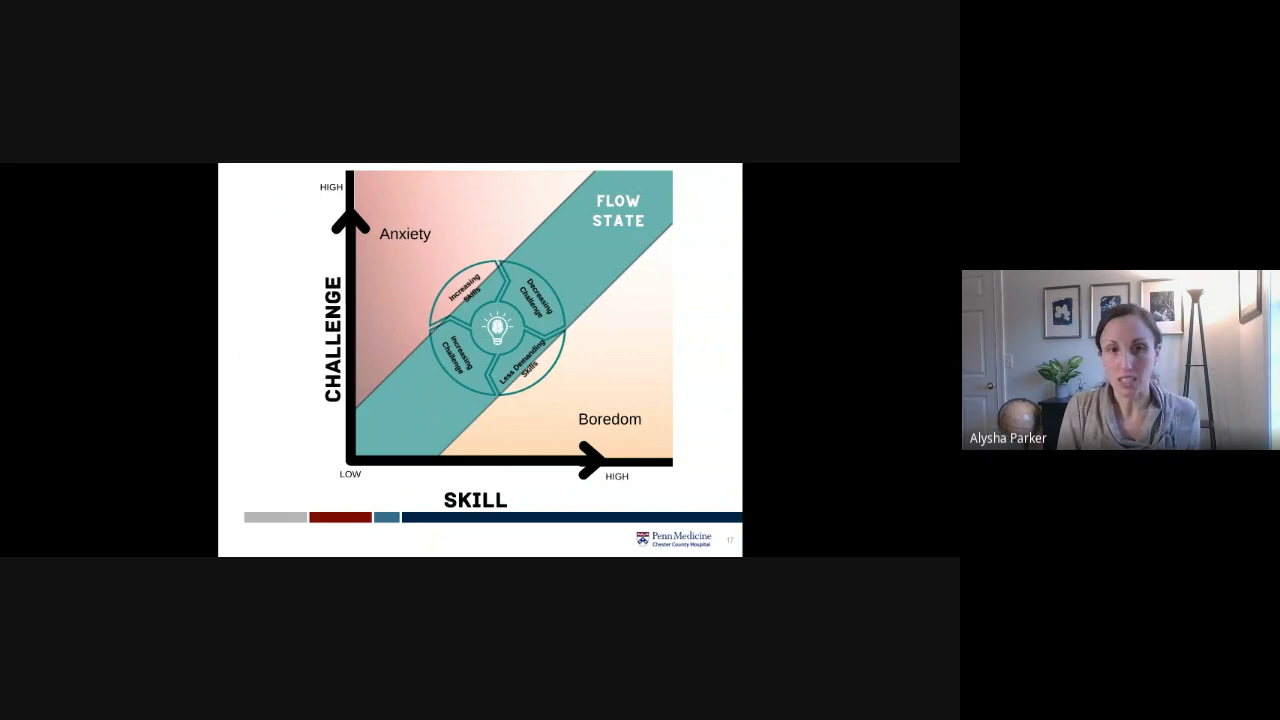 HIGH
FLOW
STATE
Anxiety
CHALLENGE
Increasing
Skills
Decreasing
Challenge
Increasing
Challenge
Less Demanding
Skills
Boredom
LOW
HIGH
SKILL
Penn Medicine
Chester County Hospital
17
Alysha Parker